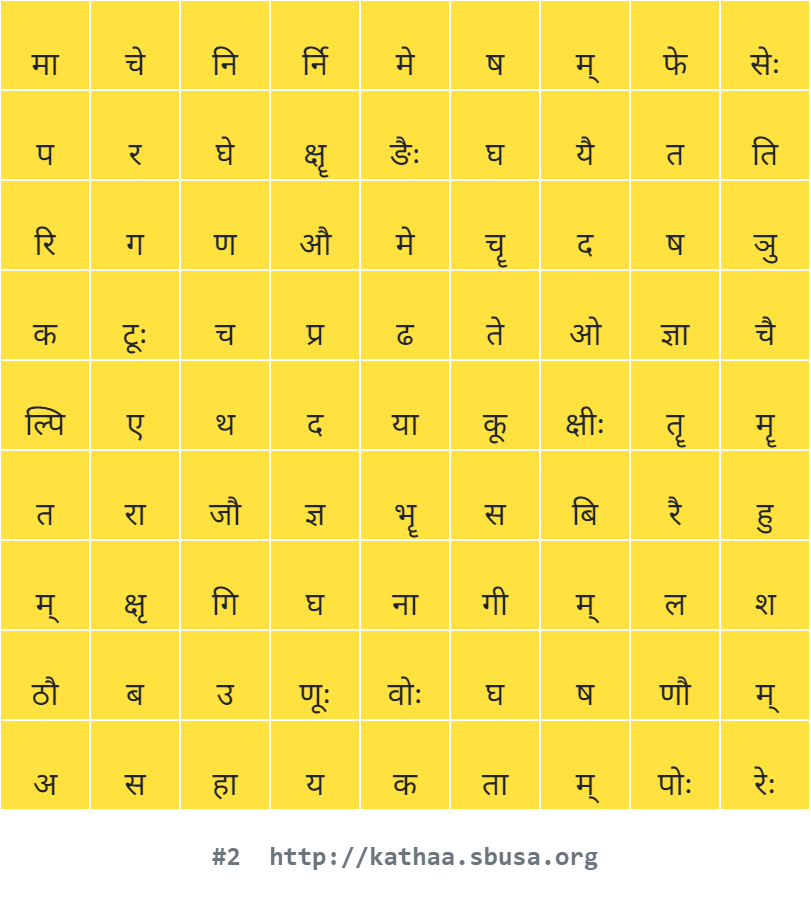 मा चे नि र्नि मे ष म् फे सेः
प र घे क्षॄ ङैः घ यै त ति
रि ग ण औ मे चॄ द ष ञु
क टूः च प्र ढ ते ओ ज्ञा चै
ल्पि ए थ द या कू क्षीः तॄ मॄ
त रा जौ ज्ञ भॄ स बि रै हु
म् क्षृ गि घ ना गी म् ल श
ठौ ब उ णूः वोः घ ष णौ म्
अ स हा य क ता म् पोः रेः
#2 http://kathaa.sbusa.org